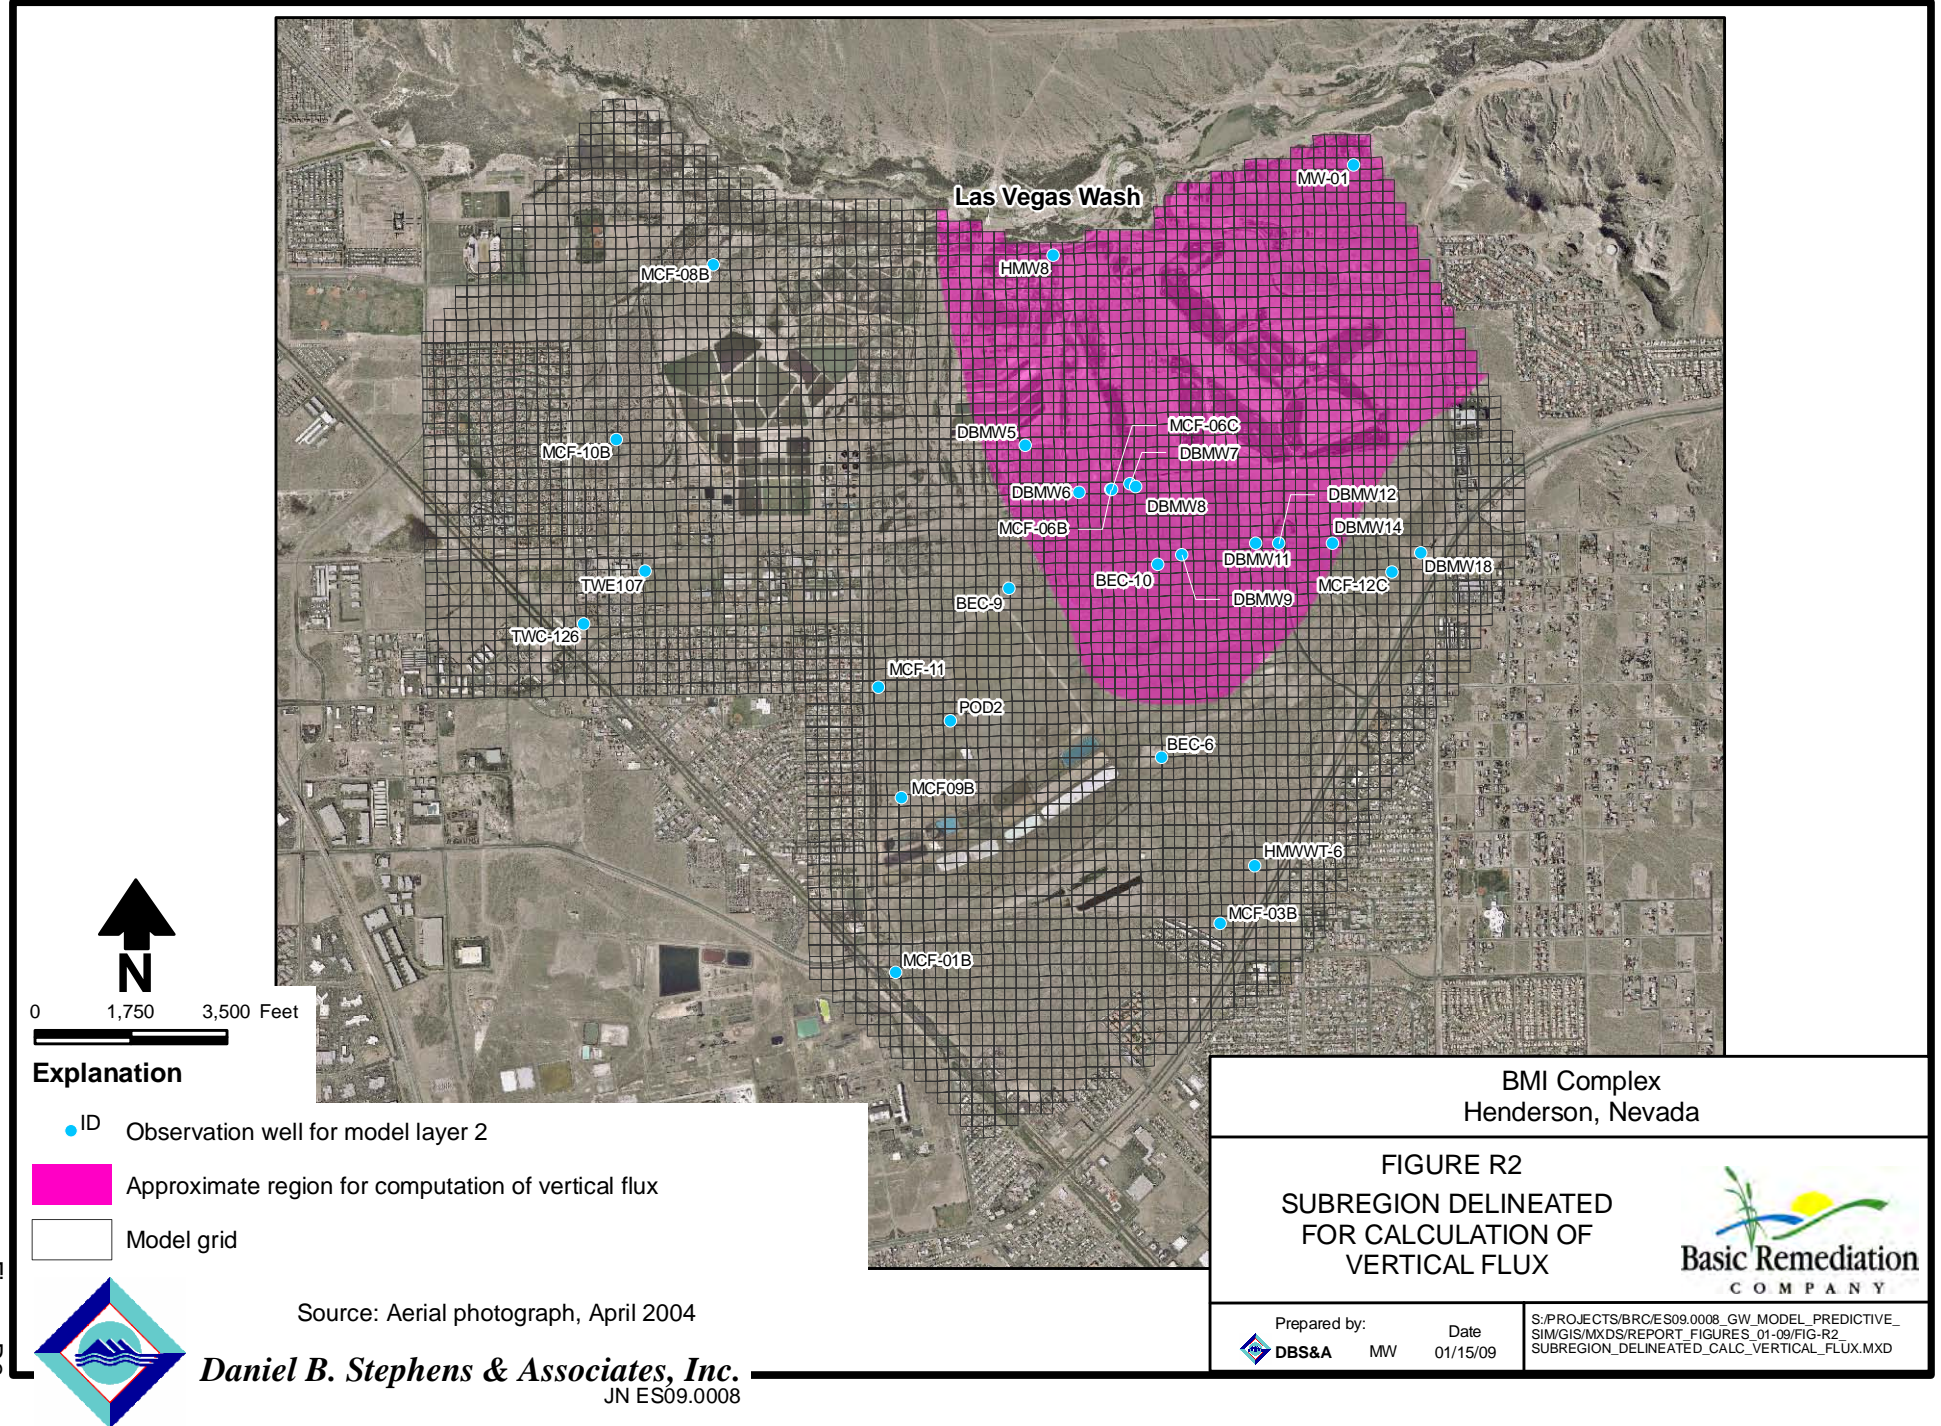 Las Vegas Wash
MW-01
HMW8
MCF-08B
DBMW5
MCF-06C
DBMW7
MCF-10B
DBMW6
DBMW8
DBMW12
MCF-06B
DBMW14
DBMW11
DBMW18
TWE107
BEC-10
MCF-12C
BEC-9
DBMW9
TWC-126
MCF-11
POD2
BEC-6
MCF09B
HMWWT-6
MCF-03B
MCF-01B
N
0 1,750 3,500 Feet
Explanation
ID Observation well for model layer 2
Approximate region for computation of vertical flux
Model grid
Source: Aerial photograph, April 2004
Daniel B. Stephens & Associates, Inc.
JN ES09.0008
BMI Complex
Henderson, Nevada
FIGURE R2
SUBREGION DELINEATED
FOR CALCULATION OF
VERTICAL FLUX
Basic Remediation
COMPANY
Prepared by:
DBS&A MW
Date
01/15/09
S:/PROJECTS/BRC/ES09.0008_GW_MODEL_PREDICTIVE_
SIM/GIS/MXDS/REPORT_FIGURES_01-09/FIG-R2_
SUBREGION_DELINEATED_CALC_VERTICAL_FLUX.MXD